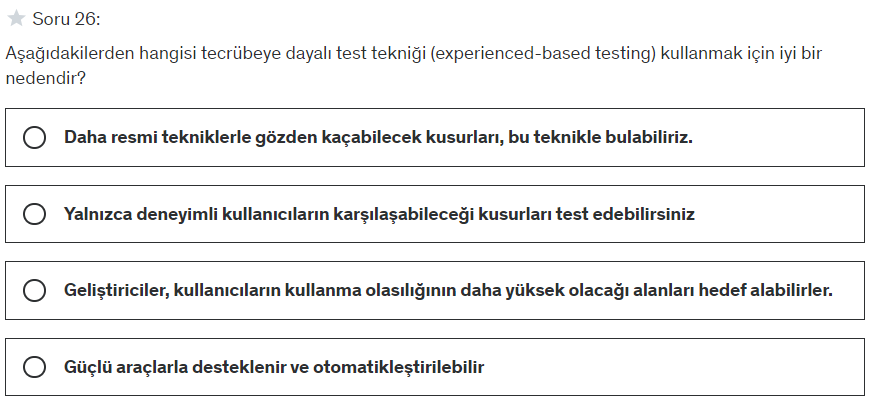 Soru 26:
Aşağıdakilerden hangisi tecrübeye dayalı test tekniği (experienced-based testing) kullanmak için iyi bir
nedendir?
Daha resmi tekniklerle gözden kaçabilecek kusurları, bu teknikle bulabiliriz.
Yalnızca deneyimli kullanıcıların karşılaşabileceği kusurları test edebilirsiniz
Geliştiriciler, kullanıcıların kullanma olasılığının daha yüksek olacağı alanları hedef alabilirler.
Güçlü araçlarla desteklenir ve otomatikleştirilebilir